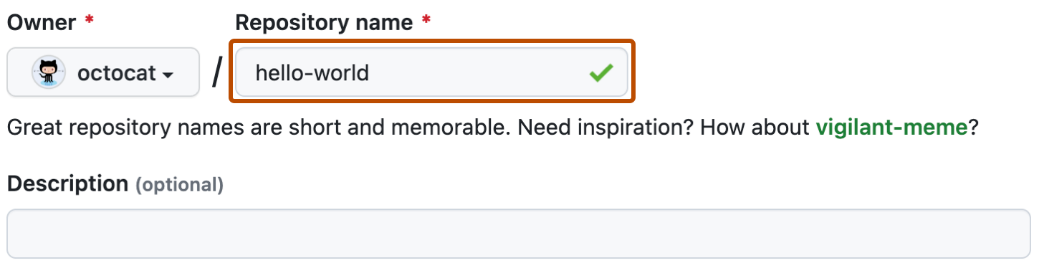 Owner * Repository name *
octocat / hello-world
Great repository names are short and memorable. Need inspiration? How about vigilant-meme?
Description (optional)